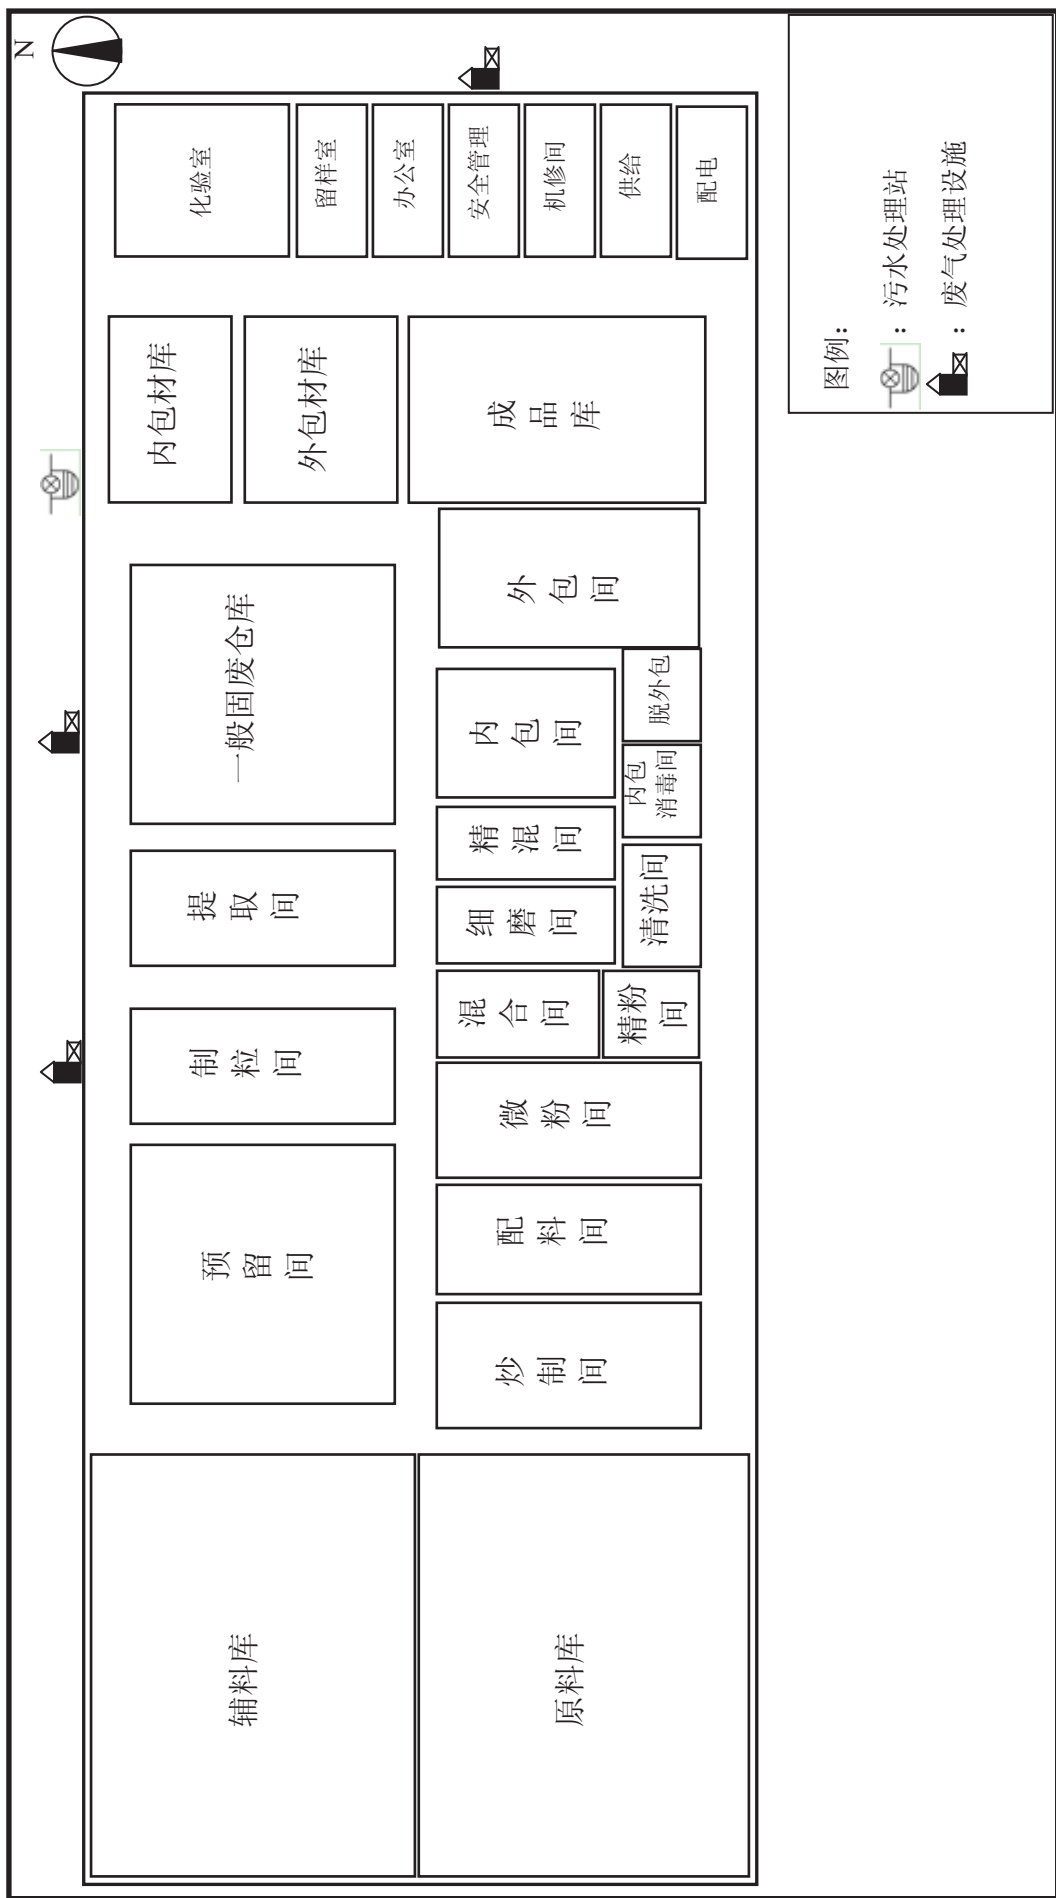 N
辅料库
预留间
制粒间
提取间
一般固废仓库
内包材库
外包材库
化验室
留样室
办公室
安全管理
机修间
供给
配电
原料库
炒制间
配料间
微粉间
混合间
精粉
间
细磨间
精混间
清洗间
内包间
内包
消毒间
脱外包
外包间
成品库
图例：
：污水处理站
：废气处理设施